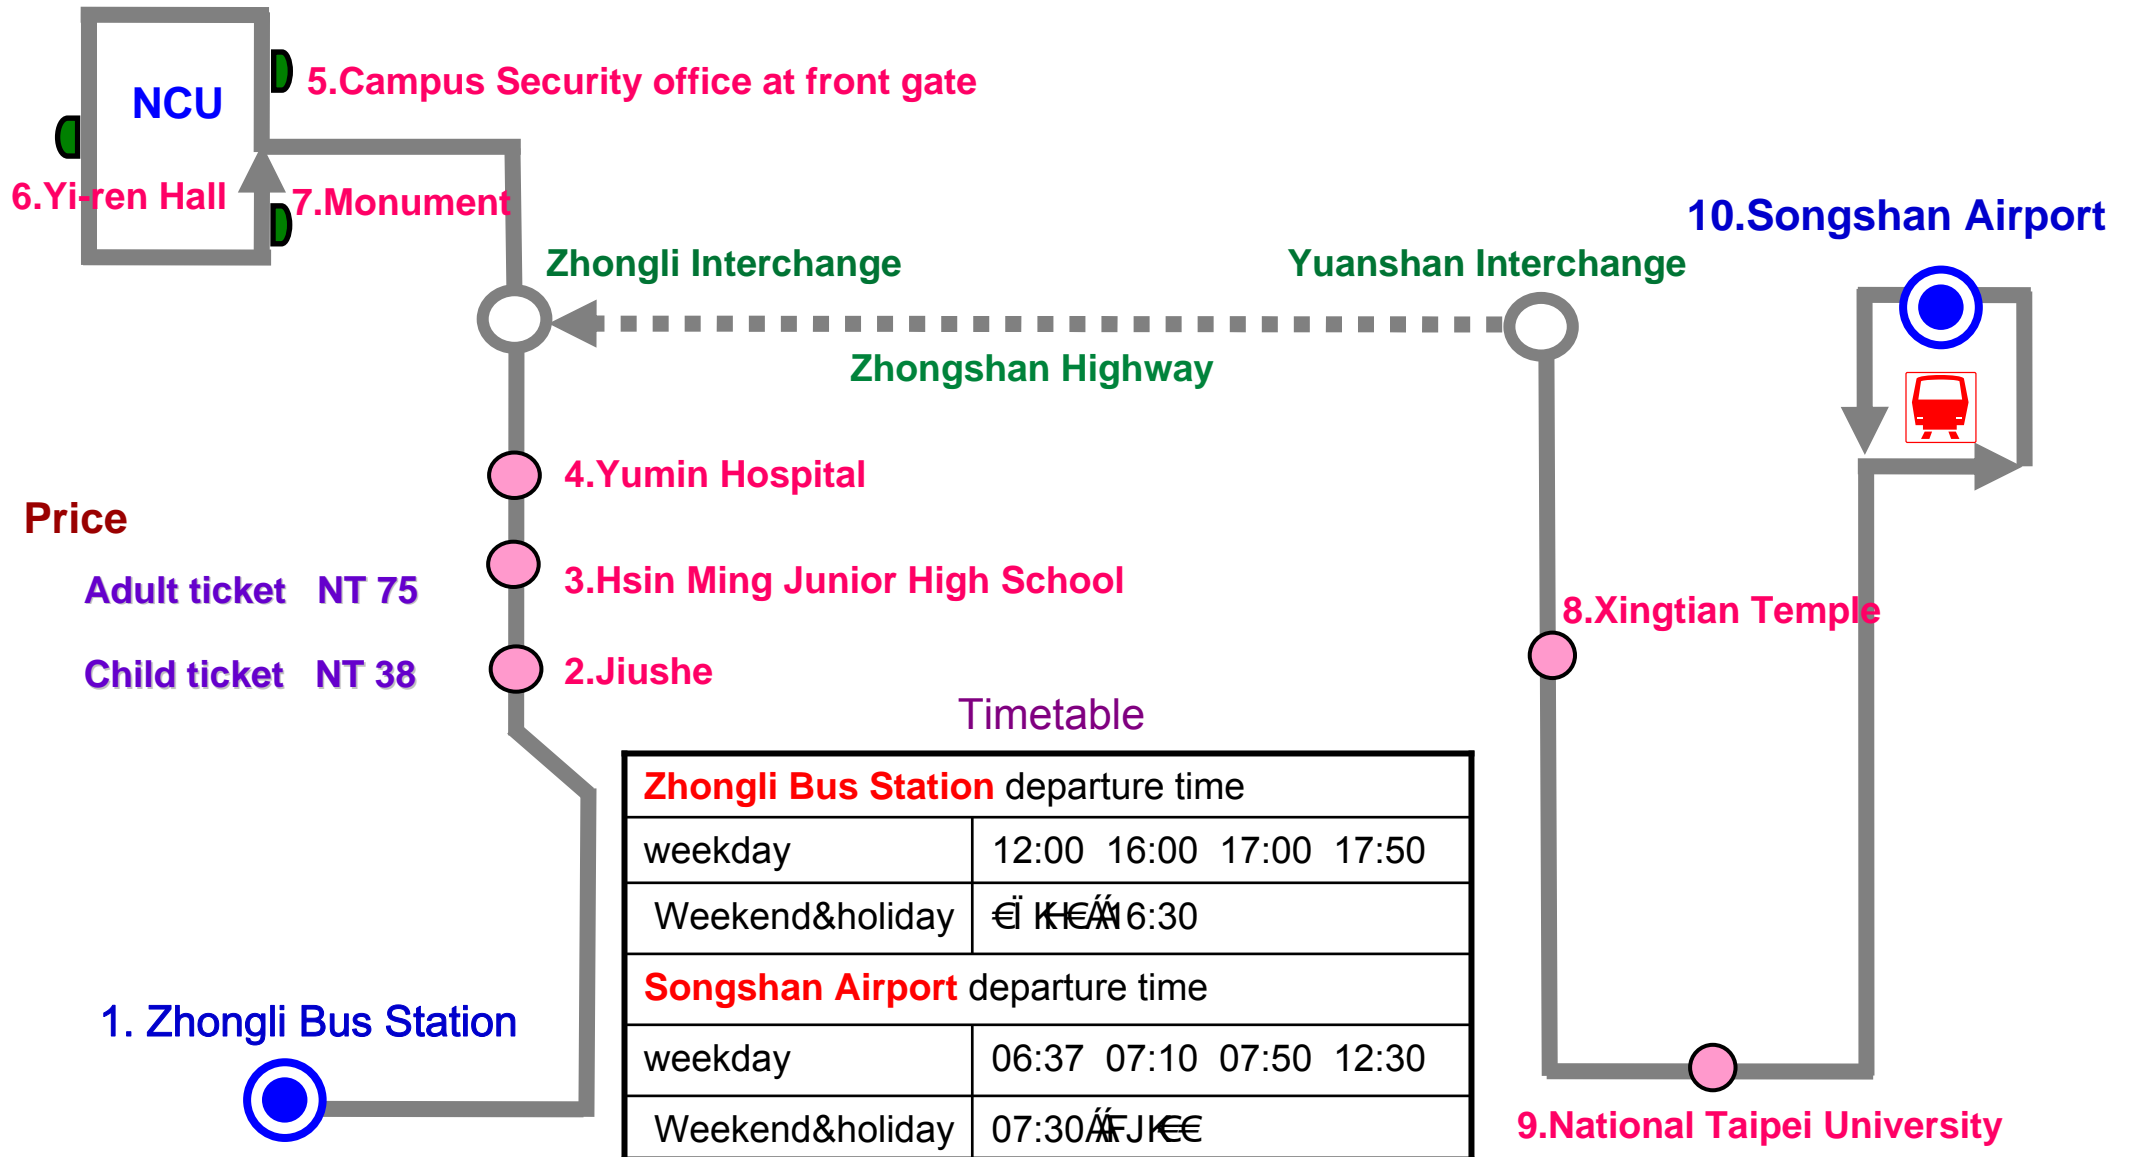 NCU
5.Campus Security office at front gate
6.Yi-ren Hall
7.Monument
10.Songshan Airport
Zhongli Interchange
Yuanshan Interchange
Zhongshan Highway
4.Yumin Hospital
Price
3.Hsin Ming Junior High School
Adult ticket NT 75
8.Xingtian Temple
Child ticket NT 38
2.Jiushe
Timetable
Zhongli Bus Station departure time
weekday 12:00 16:00 17:00 17:50
Weekend&holiday 16:30
Songshan Airport departure time
weekday 06:37 07:10 07:50 12:30
Weekend&holiday 07:30
1. Zhongli Bus Station
9.National Taipei University